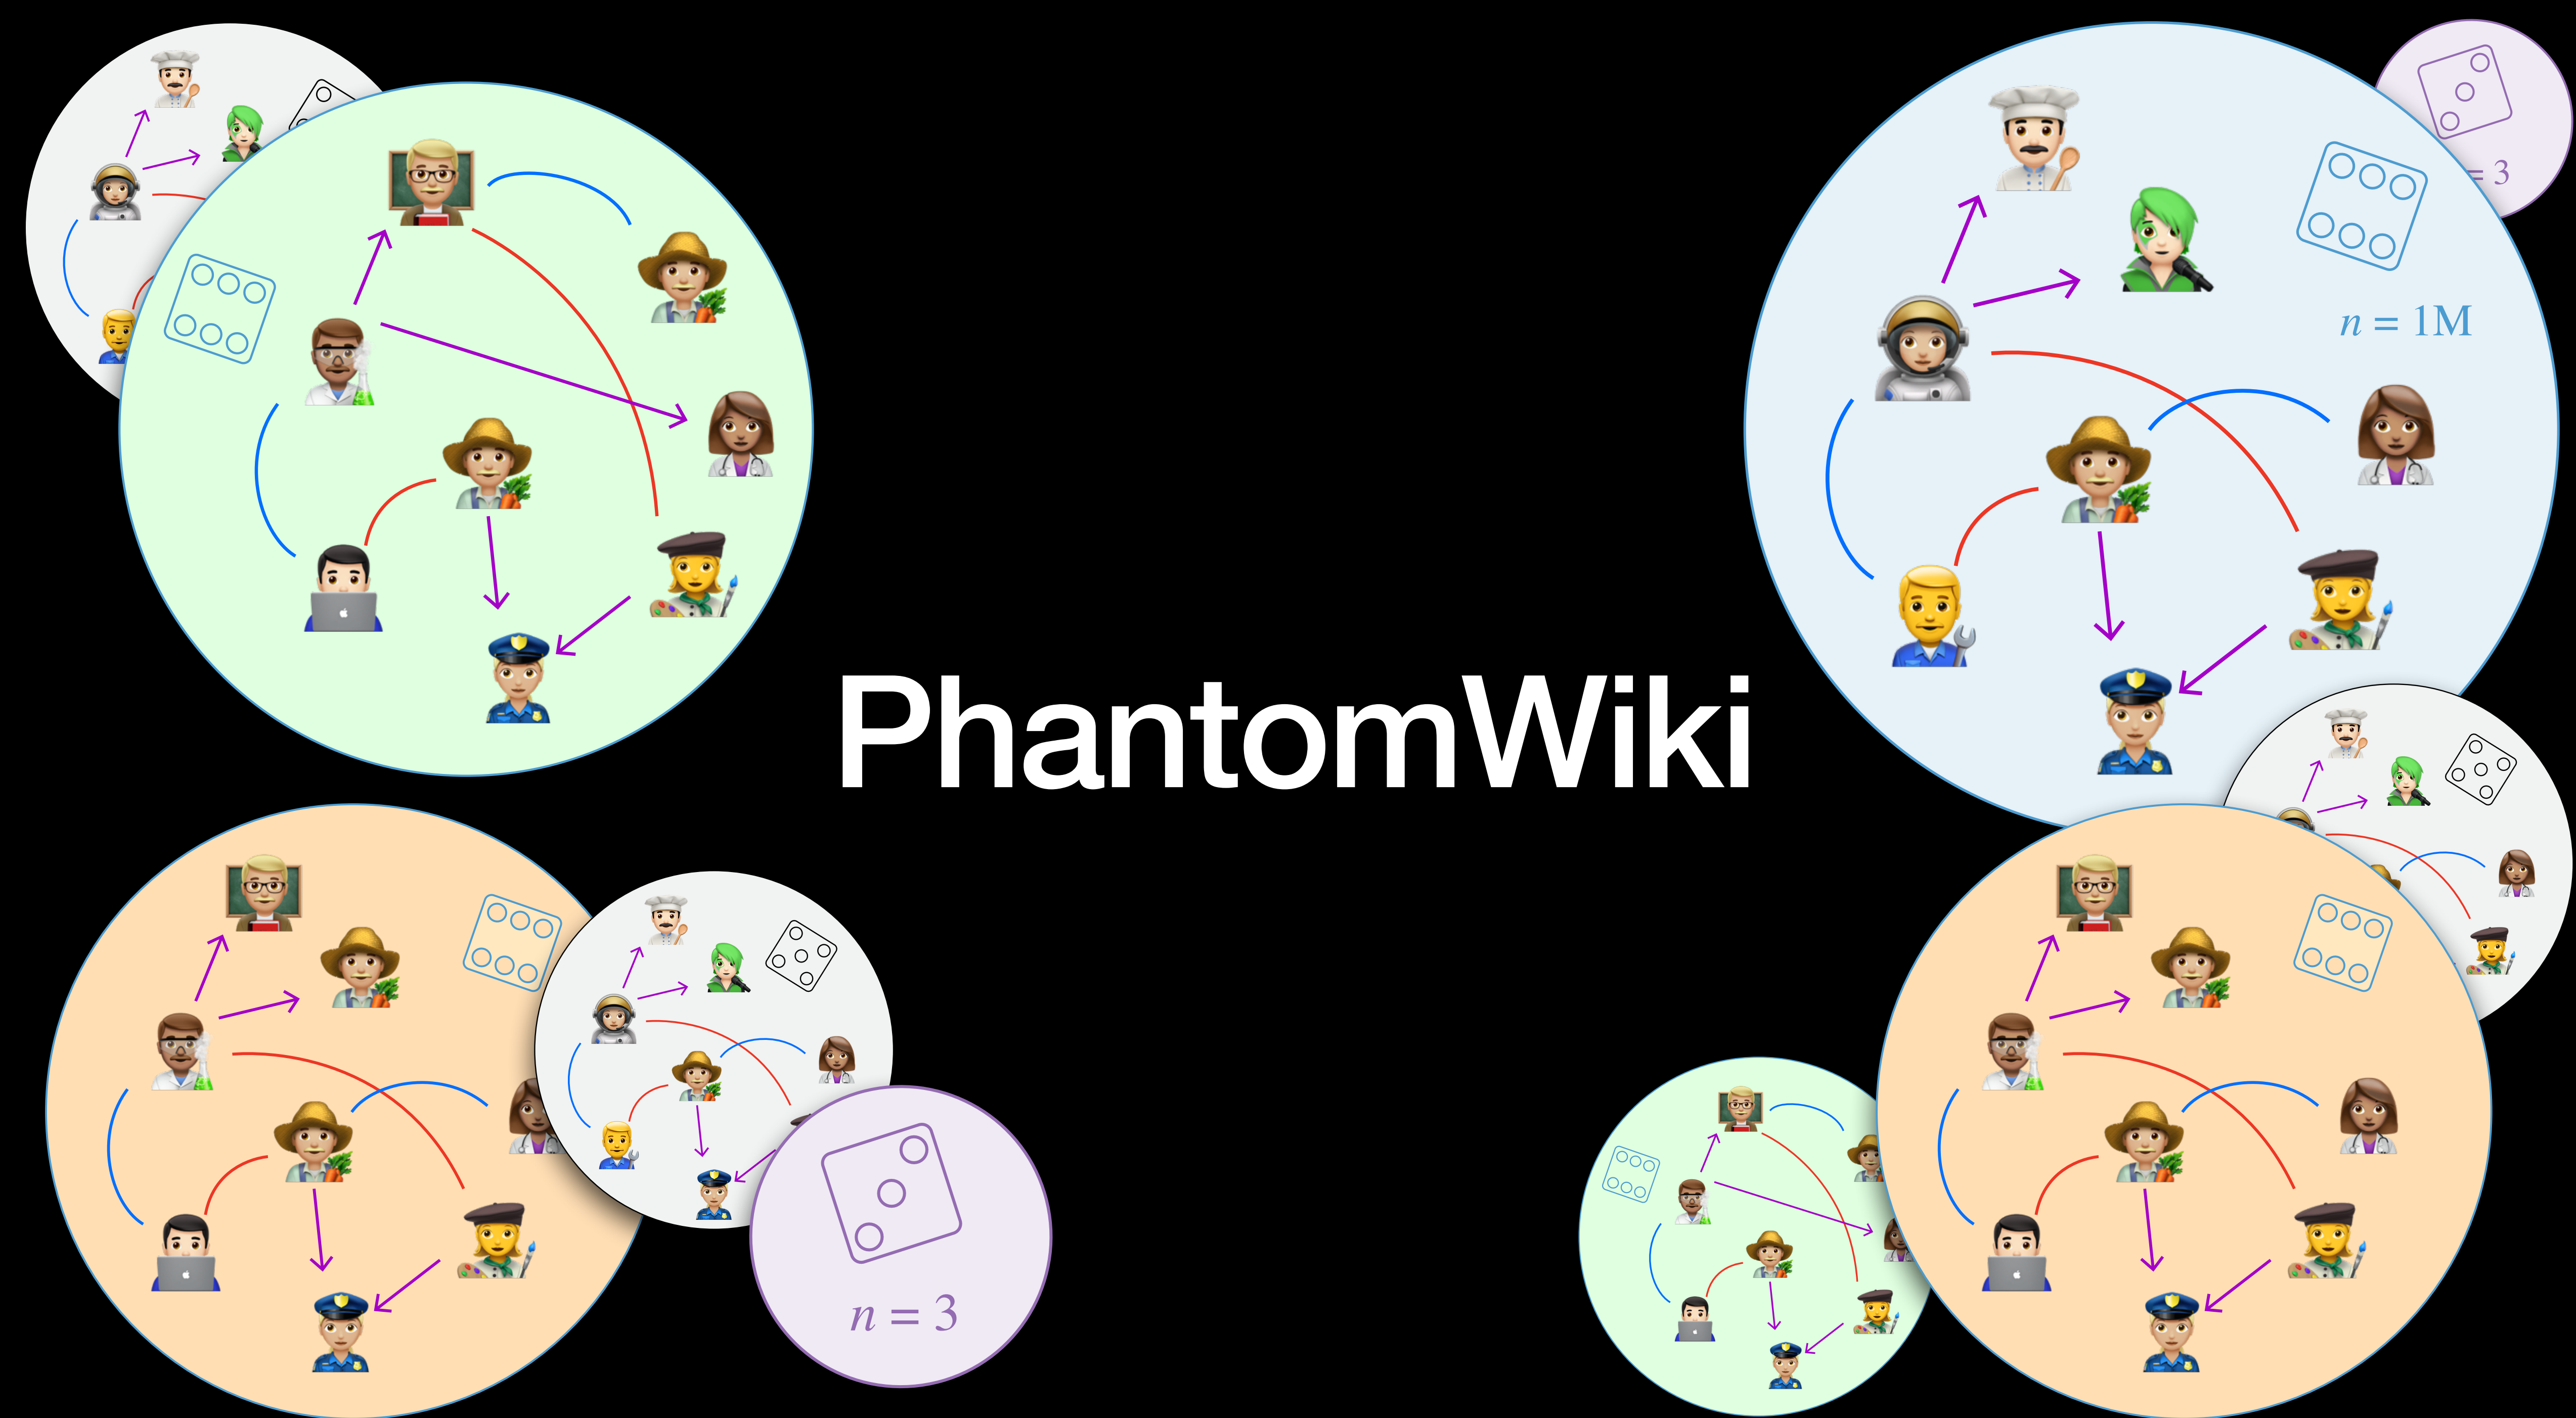 = 3
n = 1M
PhantomWiki
n = 3